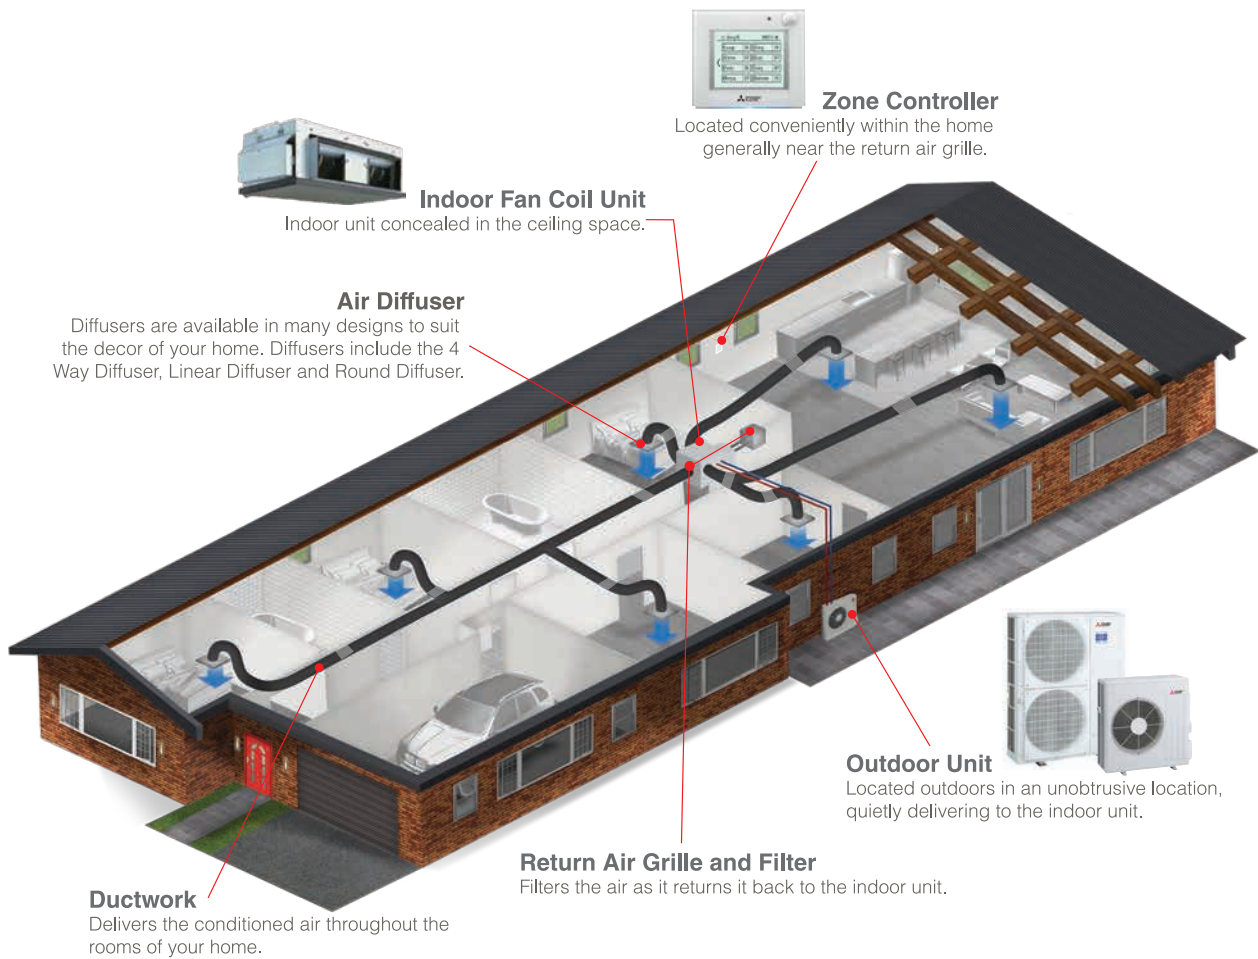 Zone Controller
Located conveniently within the home
generally near the return air grille.
Indoor Fan Coil Unit
Indoor unit concealed in the ceiling space.
Air Diffuser
Diffusers are available in many designs to suit
the decor of your home. Diffusers include the 4
Way Diffuser, Linear Diffuser and Round Diffuser.
Outdoor Unit
Located outdoors in an unobtrusive location,
quietly delivering to the indoor unit.
Return Air Grille and Filter
Filters the air as it returns it back to the indoor unit.
Ductwork
Delivers the conditioned air throughout the
rooms of your home.